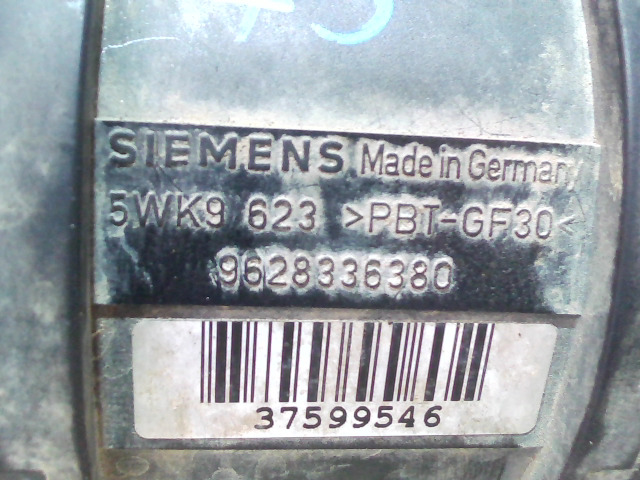 SIEMENS Made in Germany
5WK9 623 >PBT-GF30<
9628336380
37599546